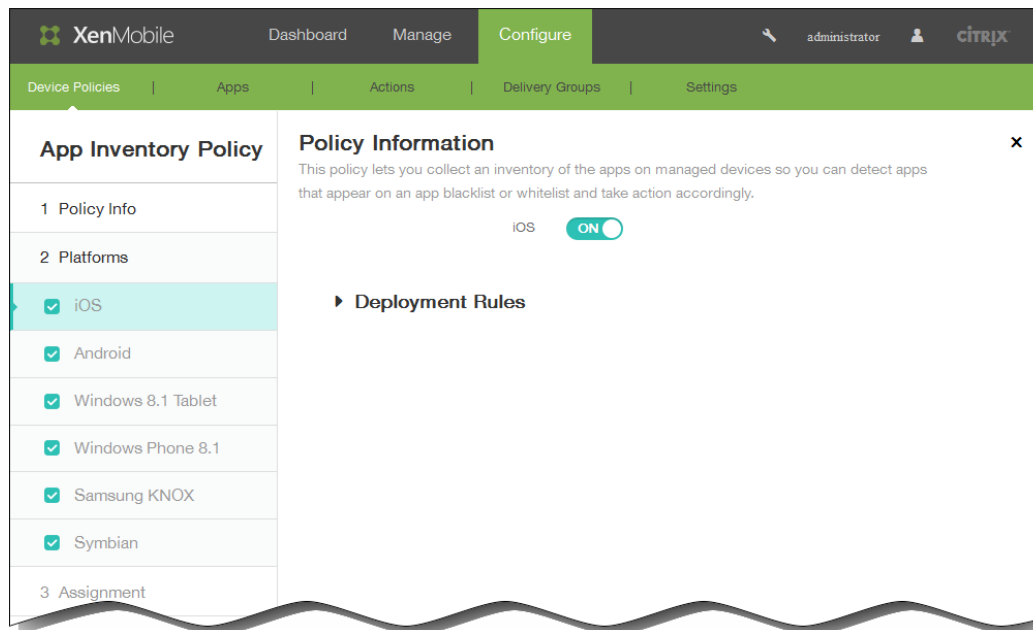 XenMobile Dashboard Manage Configure administrator CİTRIX
Device Policies | Apps | Actions | Delivery Groups | Settings
App Inventory Policy
1 Policy Info
2 Platforms
iOS
Android
Windows 8.1 Tablet
Windows Phone 8.1
Samsung KNOX
Symbian
3 Assignment
Policy Information
This policy lets you collect an inventory of the apps on managed devices so you can detect apps
that appear on an app blacklist or whitelist and take action accordingly.
iOS ON
Deployment Rules